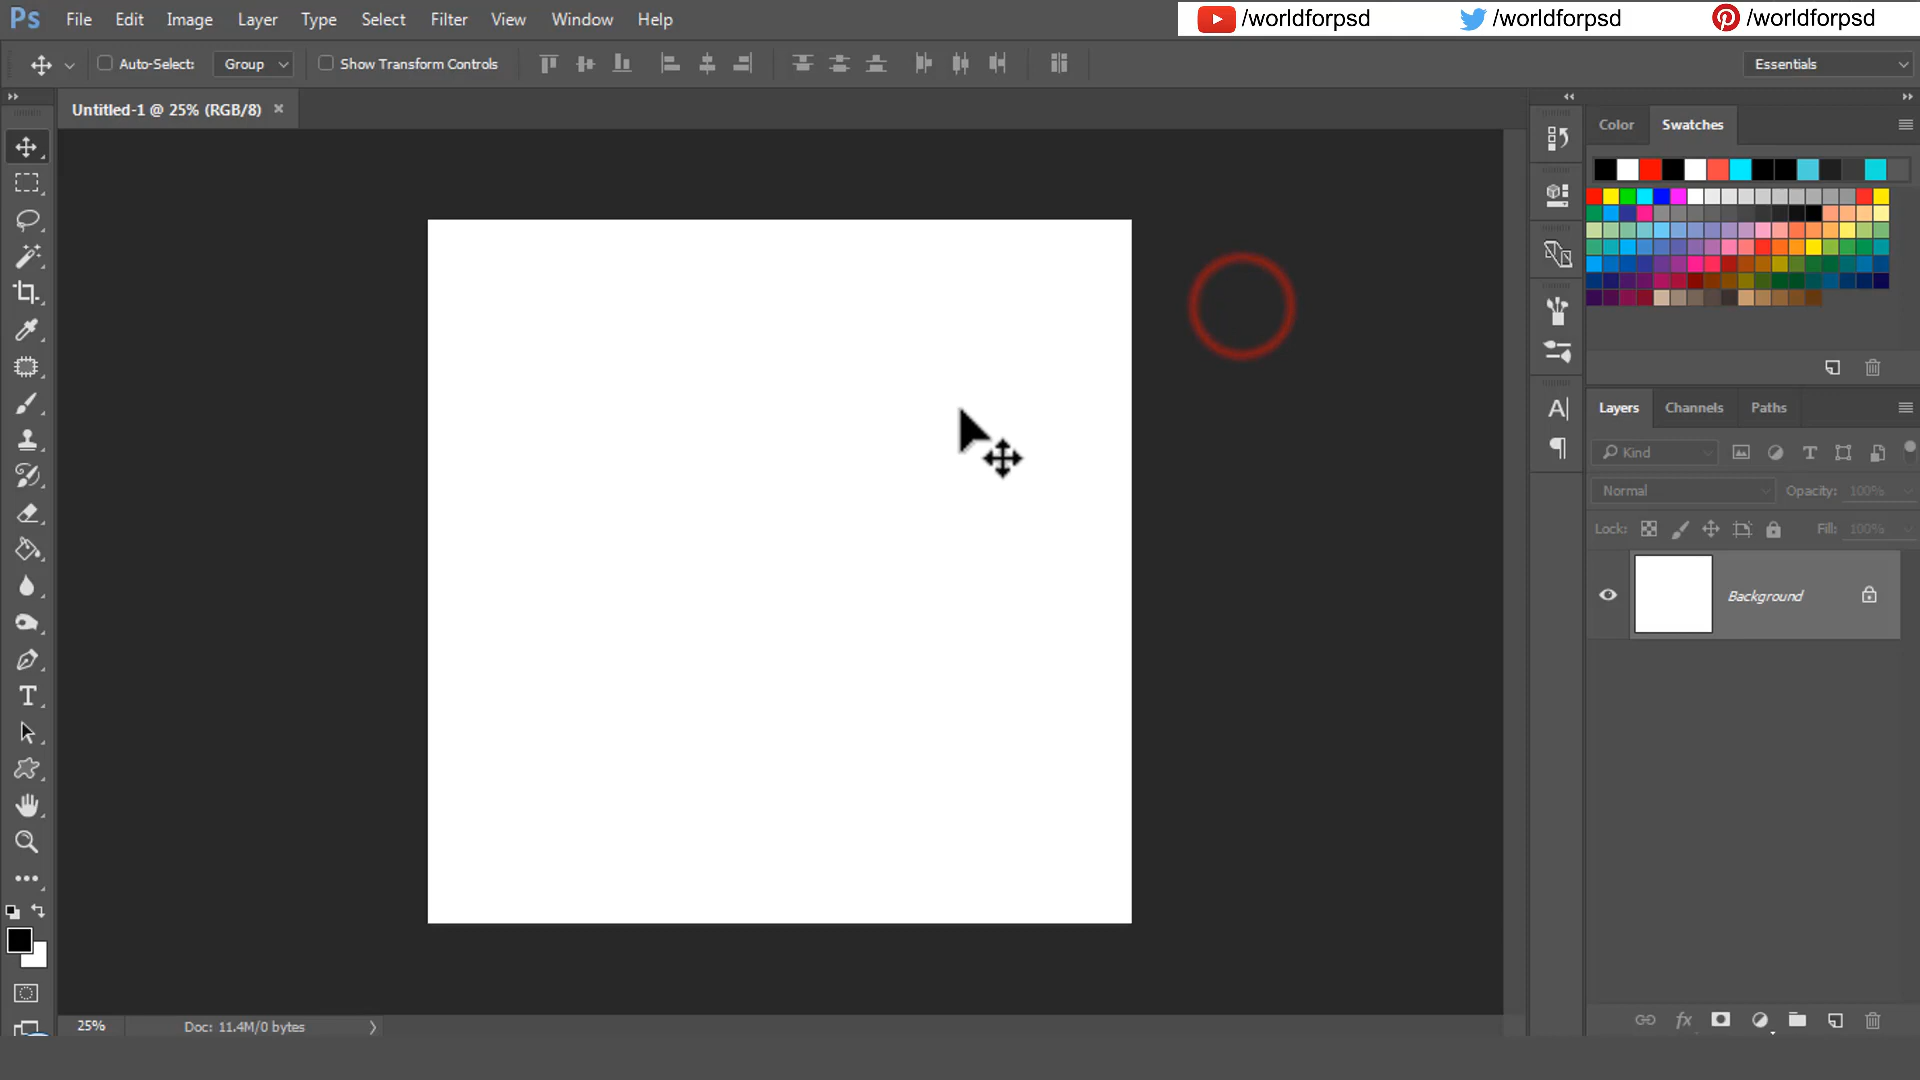 Ps File Edit Image Layer Type Select Filter View Window Help /worldforpsd /worldforpsd /worldforpsd
Auto-Select: Group Show Transform Controls Essentials
Untitled-1 @ 25% (RGB/8) ×
Color Swatches
Layers Channels Paths
Kind
Normal Opacity: 100%
Lock: Fill: 100%
Background
25% Doc: 11.4M/0 bytes